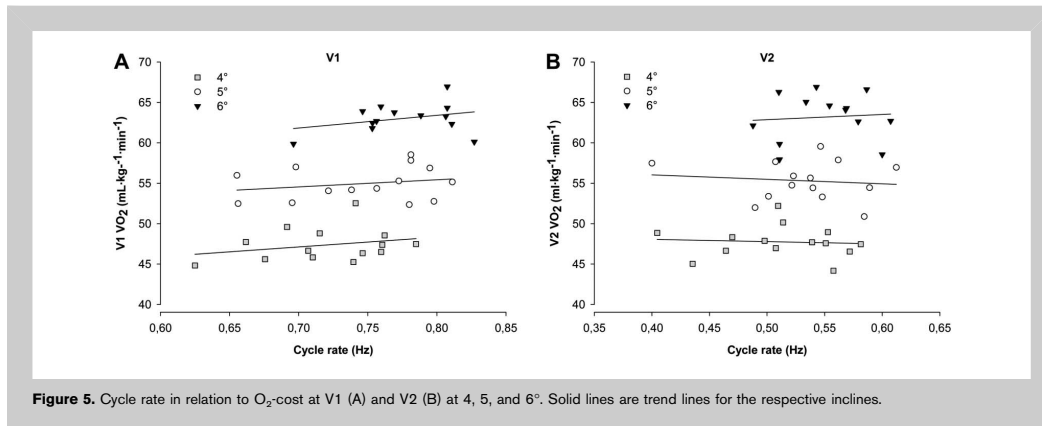 A
V1
70
65
60
55
50
45
40
V1 VO₂ (mL·kg⁻¹·min⁻¹)
4°
5°
6°
0,60 0,65 0,70 0,75 0,80 0,85
Cycle rate (Hz)
B
V2
70
65
60
55
50
45
40
V2 VO₂ (ml·kg⁻¹·min⁻¹)
4°
5°
6°
0,35 0,40 0,45 0,50 0,55 0,60 0,65
Cycle rate (Hz)
Figure 5. Cycle rate in relation to O₂-cost at V1 (A) and V2 (B) at 4, 5, and 6°. Solid lines are trend lines for the respective inclines.